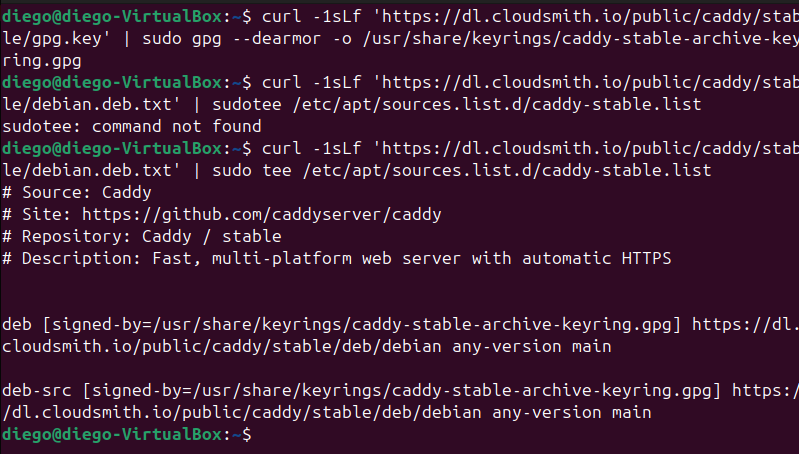 diego@diego-VirtualBox:~$ curl -1sLf 'https://dl.cloudsmith.io/public/caddy/stab
le/gpg.key' | sudo gpg --dearmor -o /usr/share/keyrings/caddy-stable-archive-key
ring.gpg
diego@diego-VirtualBox:~$ curl -1sLf 'https://dl.cloudsmith.io/public/caddy/stab
le/debian.deb.txt' | sudotee /etc/apt/sources.list.d/caddy-stable.list
sudotee: command not found
diego@diego-VirtualBox:~$ curl -1sLf 'https://dl.cloudsmith.io/public/caddy/stab
le/debian.deb.txt' | sudo tee /etc/apt/sources.list.d/caddy-stable.list
# Source: Caddy
# Site: https://github.com/caddyserver/caddy
# Repository: Caddy / stable
# Description: Fast, multi-platform web server with automatic HTTPS
deb [signed-by=/usr/share/keyrings/caddy-stable-archive-keyring.gpg] https://dl.
cloudsmith.io/public/caddy/stable/deb/debian any-version main
deb-src [signed-by=/usr/share/keyrings/caddy-stable-archive-keyring.gpg] https:/
/dl.cloudsmith.io/public/caddy/stable/deb/debian any-version main
diego@diego-VirtualBox:~$